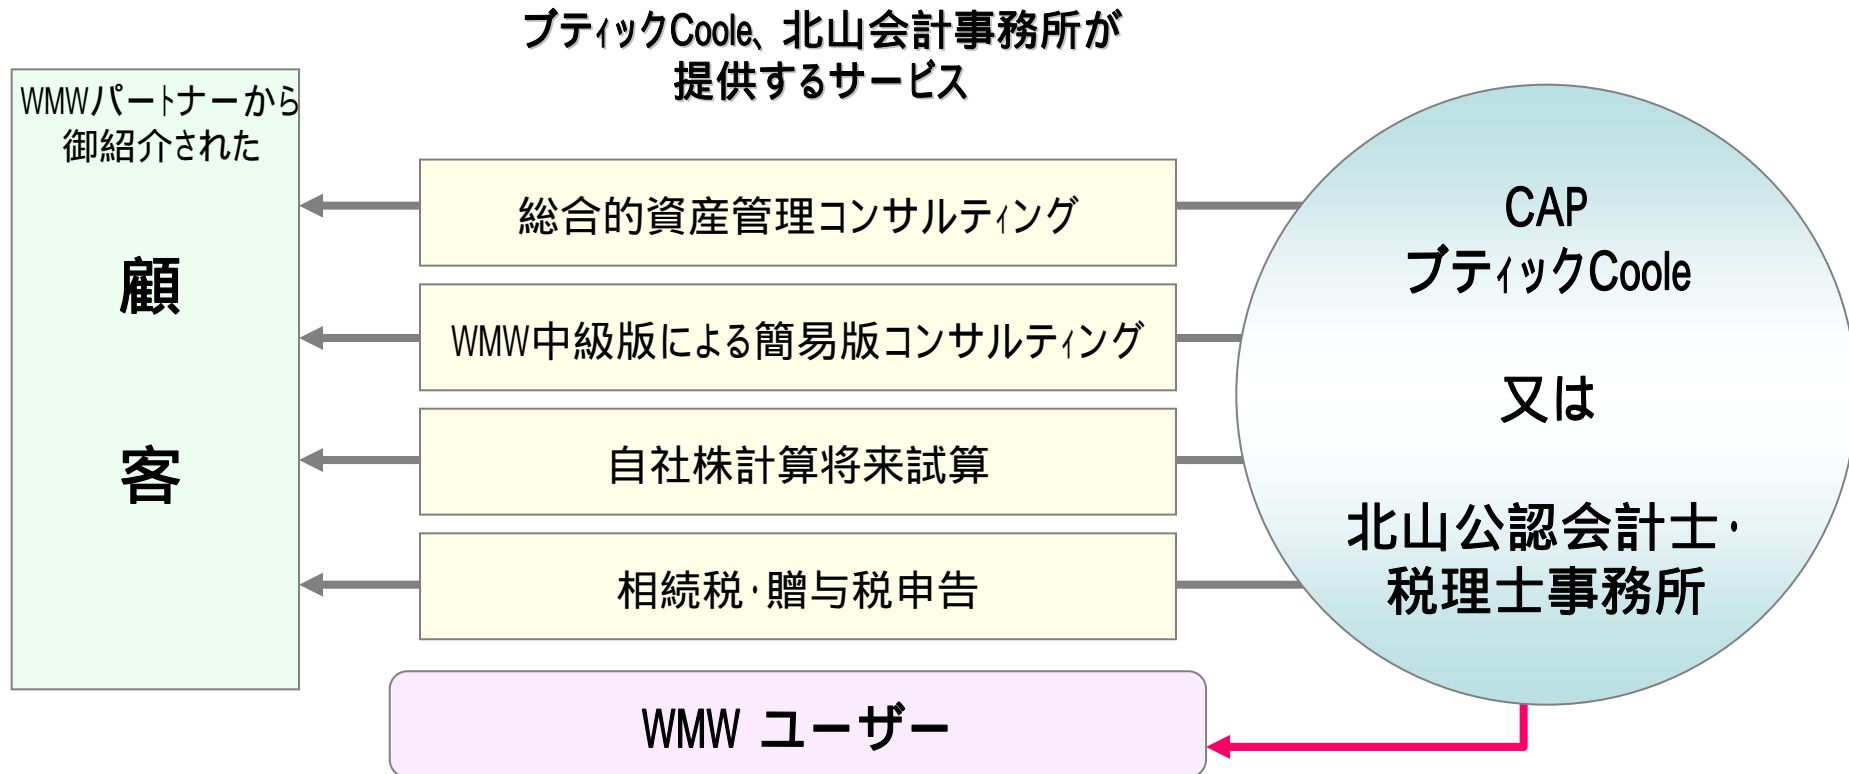 ブティックCoole、北山会計事務所が
提供するサービス
WMWパートナーから
御紹介された
顧
客
総合的資産管理コンサルティング
WMW中級版による簡易版コンサルティング
自社株計算将来試算
相続税・贈与税申告
CAP
ブティックCoole
又は
北山公認会計士・
税理士事務所
WMW ユーザー